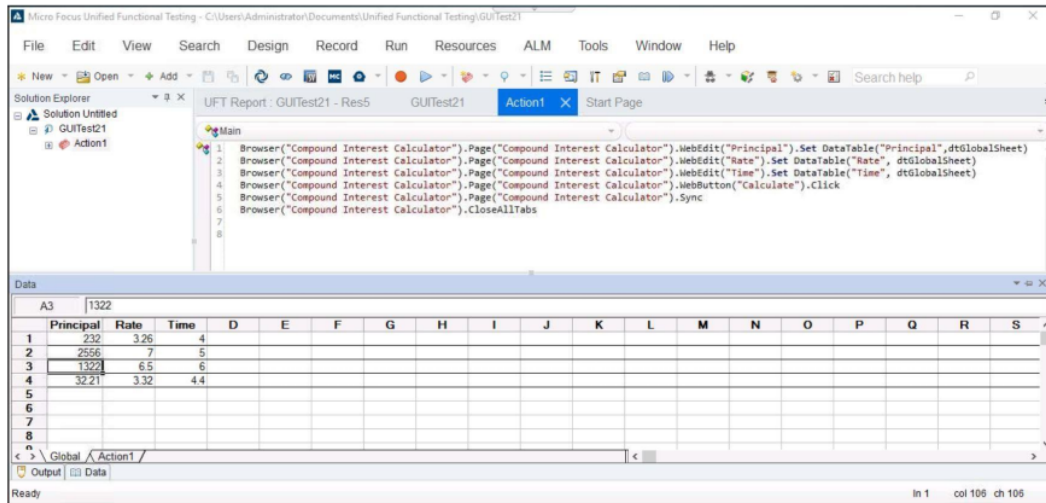 Micro Focus Unified Functional Testing - C:\Users\Administrator\Documents\Unified Functional Testing\GUITest21
File Edit View Search Design Record Run Resources ALM Tools Window Help
New Open Add MC Search help
Solution Explorer
UFT Report : GUITest21 - Res5 GUITest21 Action1 Start Page
Solution Untitled
GUITest21
Action1
Main
1 Browser("Compound Interest Calculator").Page("Compound Interest Calculator").WebEdit("Principal").Set DataTable("Principal",dtGlobalSheet)
2 Browser("Compound Interest Calculator").Page("Compound Interest Calculator").WebEdit("Rate").Set DataTable("Rate", dtGlobalSheet)
3 Browser("Compound Interest Calculator").Page("Compound Interest Calculator").WebEdit("Time").Set DataTable("Time", dtGlobalSheet)
4 Browser("Compound Interest Calculator").Page("Compound Interest Calculator").WebButton("Calculate").Click
5 Browser("Compound Interest Calculator").Page("Compound Interest Calculator").Sync
6 Browser("Compound Interest Calculator").CloseAllTabs
7
8
Data
A3 1322
Principal Rate Time D E F G H I J K L M N O P Q R S
1 232 3.26 4
2 2556 7 5
3 1322 6.5 6
4 32.21 3.32 4.4
5
6
7
8
Global Action1
Output Data
Ready ln 1 col 106 ch 106